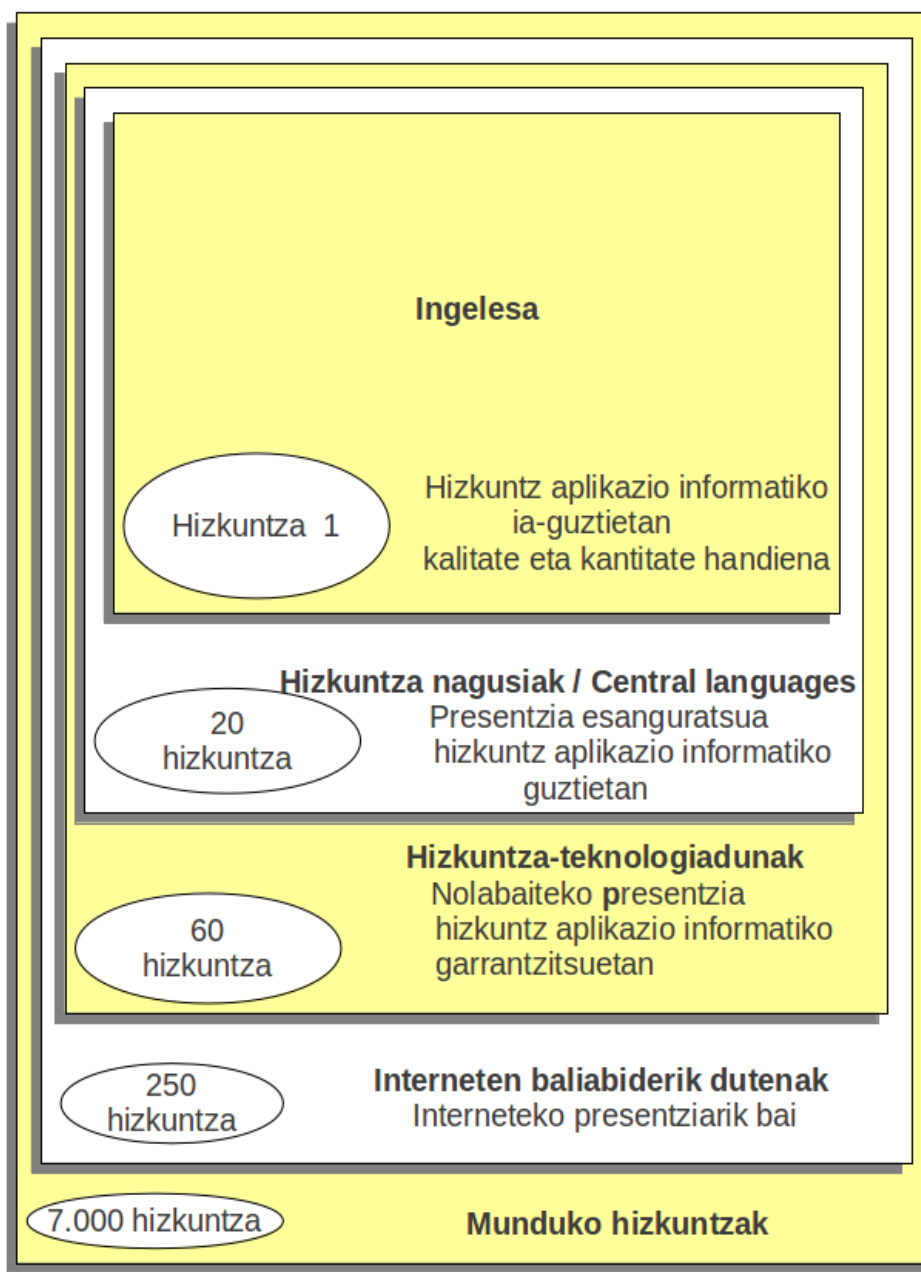 Ingelesa
Hizkuntza 1
Hizkuntz aplikazio informatiko
ia-guztietan
kalitate eta kantitate handiena
Hizkuntza nagusiak / Central languages
20
hizkuntza
Presentzia esanguratsua
hizkuntz aplikazio informatiko
guztietan
Hizkuntza-teknologiadunak
60
hizkuntza
Nolabaiteko presentzia
hizkuntz aplikazio informatiko
garrantzitsuetan
250
hizkuntza
Interneten baliabiderik dutenak
Interneteko presentziarik bai
7.000 hizkuntza
Munduko hizkuntzak